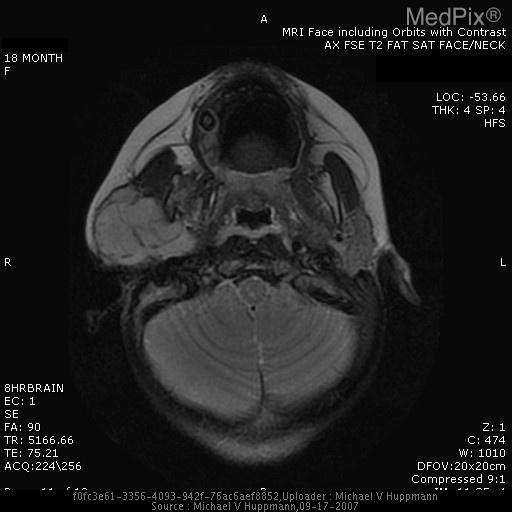 A
MedPix®
MRI Face including Orbits with Contrast
AX FSE T2 FAT SAT FACE/NECK
18 MONTH
F
LOC: -53.66
THK: 4 SP: 4
HFS
R
L
8HRBRAIN
EC: 1
SE
FA: 90
TR: 5166.66
TE: 75.21
ACQ:224\256
Z: 1
C: 474
W: 1010
DFOV:20x20cm
Compressed 9:1
f0fc3e61-3356-4093-942f-76ac6aef8852,Uploader : Michael V Huppmann
Source : Michael V Huppmann,09-17-2007